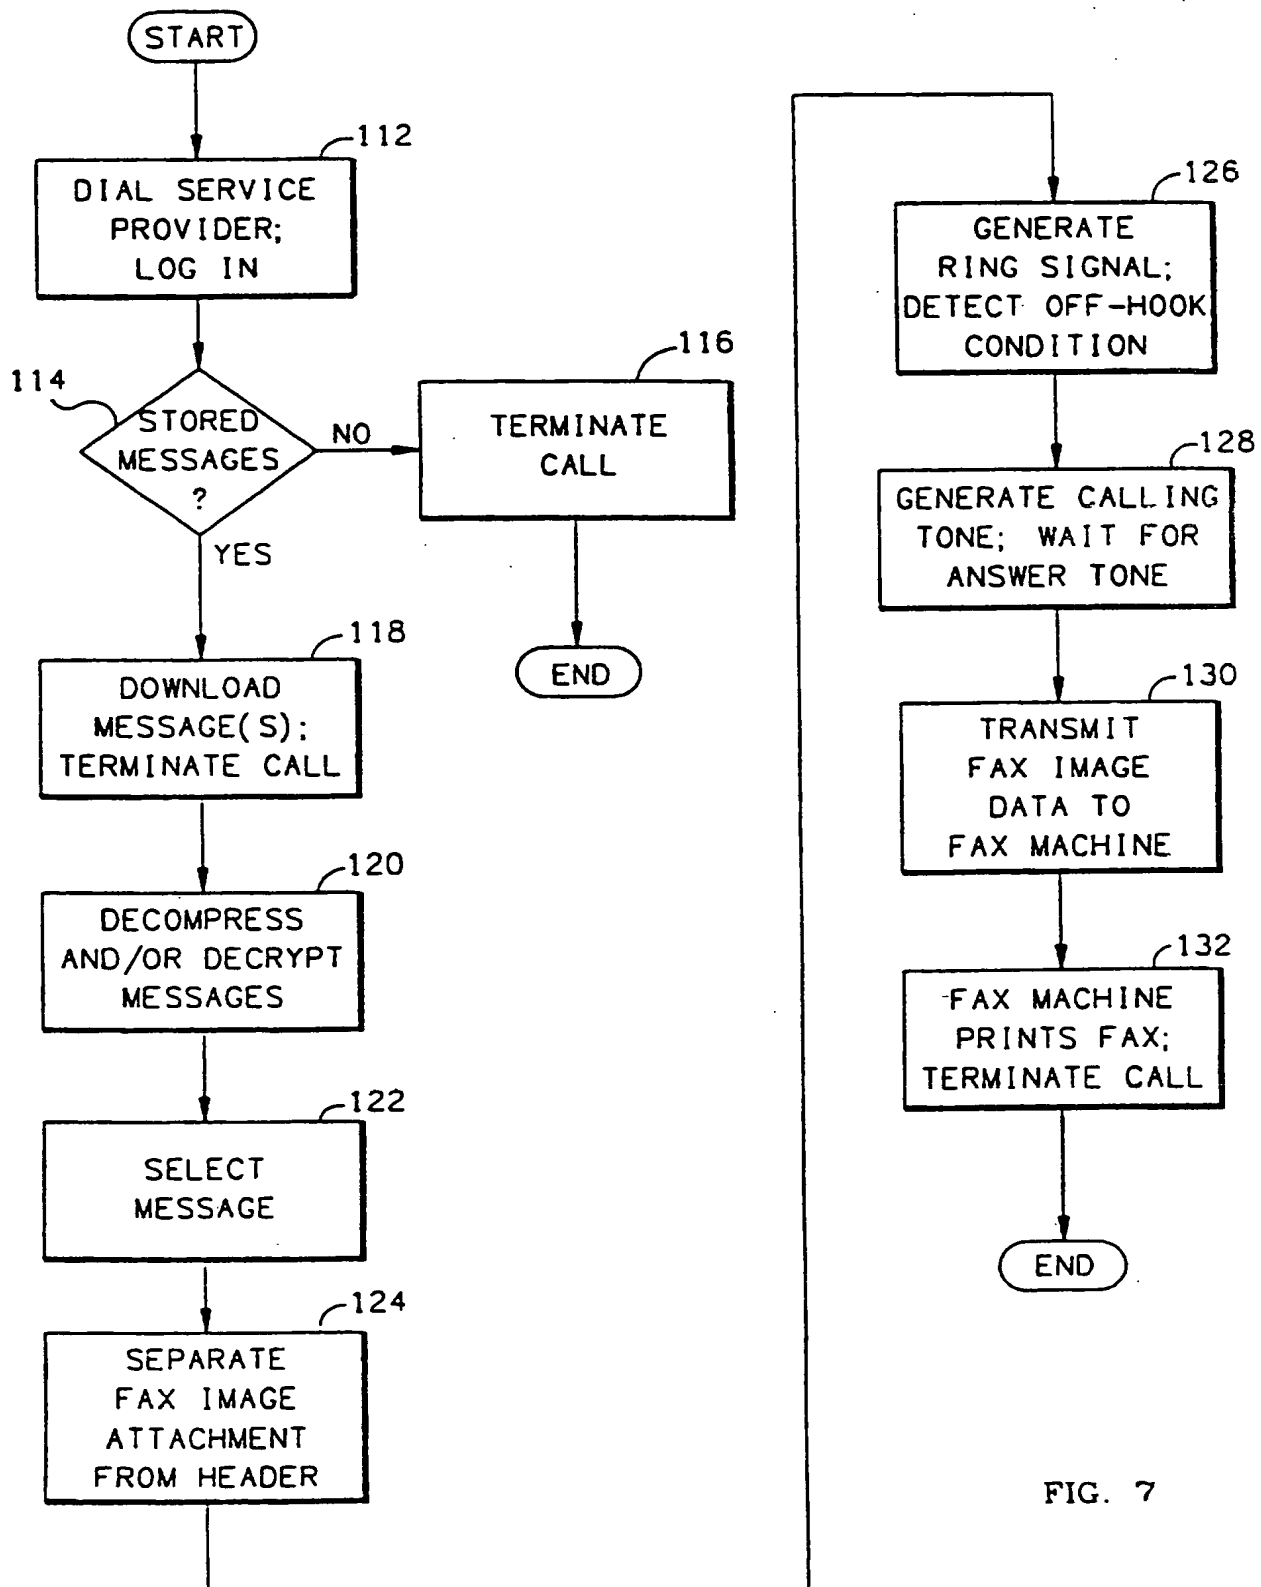 START
112
DIAL SERVICE
PROVIDER;
LOG IN
114
STORED
MESSAGES
?
NO
YES
116
TERMINATE
CALL
END
118
DOWNLOAD
MESSAGE(S);
TERMINATE CALL
120
DECOMPRESS
AND/OR DECRYPT
MESSAGES
122
SELECT
MESSAGE
124
SEPARATE
FAX IMAGE
ATTACHMENT
FROM HEADER
126
GENERATE
RING SIGNAL;
DETECT OFF-HOOK
CONDITION
128
GENERATE CALLING
TONE; WAIT FOR
ANSWER TONE
130
TRANSMIT
FAX IMAGE
DATA TO
FAX MACHINE
132
FAX MACHINE
PRINTS FAX;
TERMINATE CALL
END
FIG. 7